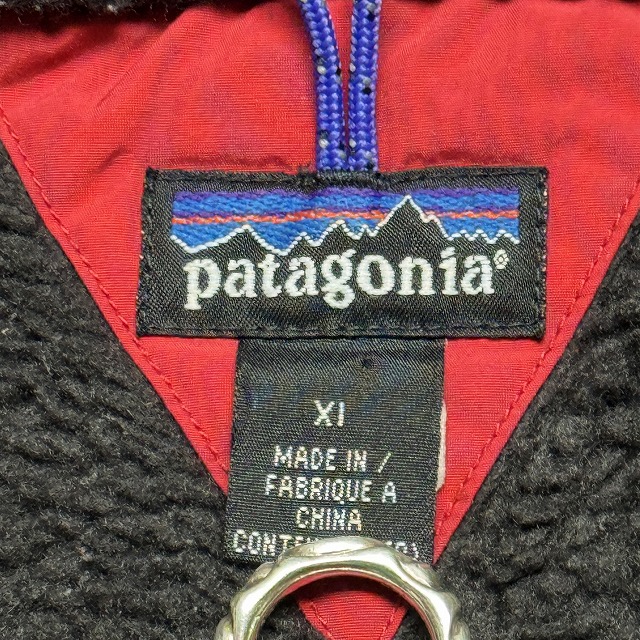 patagonia®
XL
MADE IN /
FABRIQUE A
CHINA